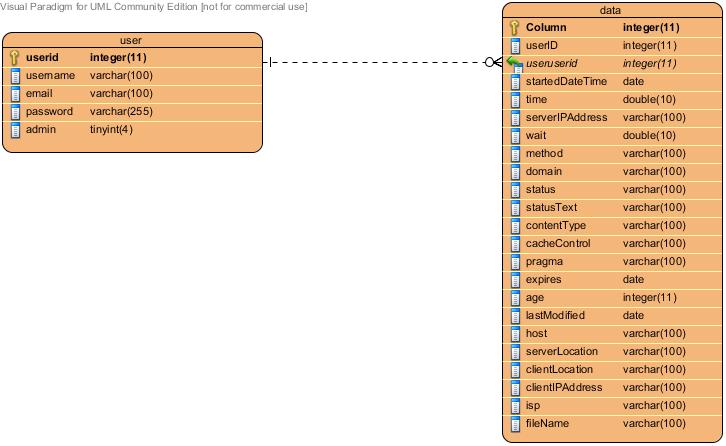 Visual Paradigm for UML Community Edition [not for commercial use]
user
userid integer(11)
username varchar(100)
email varchar(100)
password varchar(255)
admin tinyint(4)
data
Column integer(11)
userID integer(11)
useruserid integer(11)
startedDateTime date
time double(10)
serverIPAddress varchar(100)
wait double(10)
method varchar(100)
domain varchar(100)
status varchar(100)
statusText varchar(100)
contentType varchar(100)
cacheControl varchar(100)
pragma varchar(100)
expires date
age integer(11)
lastModified date
host varchar(100)
serverLocation varchar(100)
clientLocation varchar(100)
clientIPAddress varchar(100)
isp varchar(100)
fileName varchar(100)